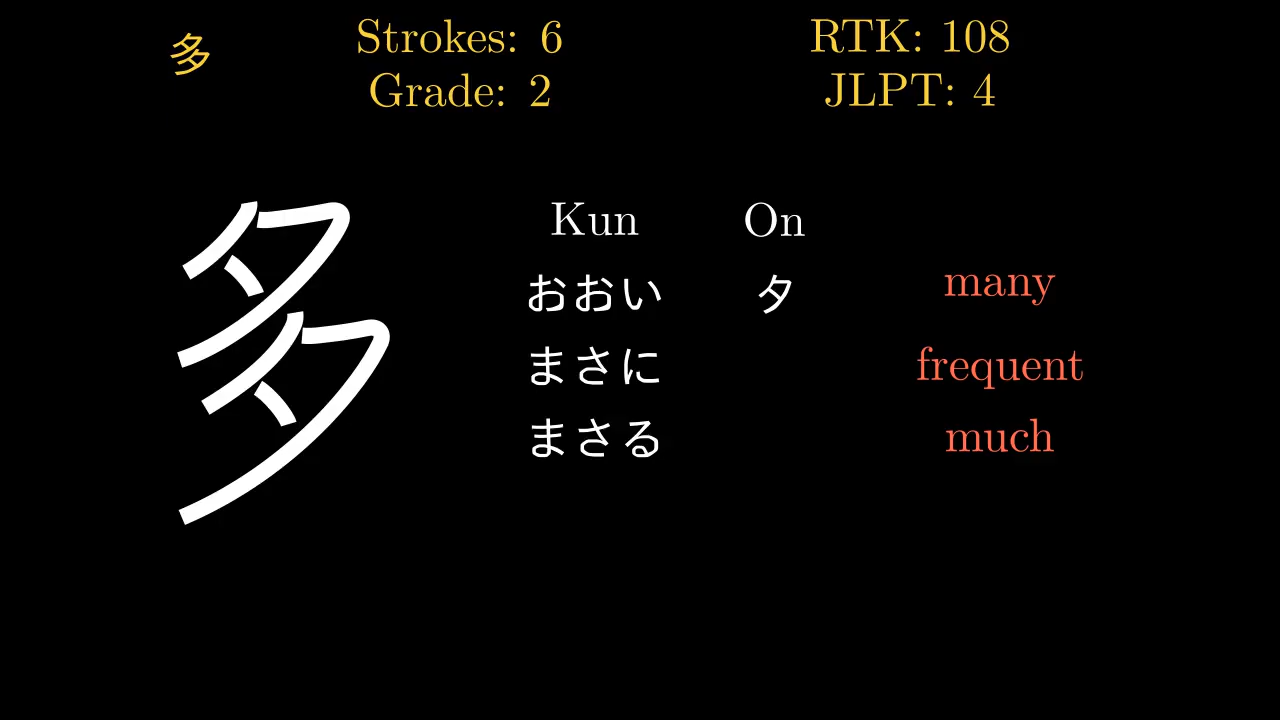 多 Strokes: 6 RTK: 108
Grade: 2 JLPT: 4
多
Kun On
おおい タ many
まさに frequent
まさる much